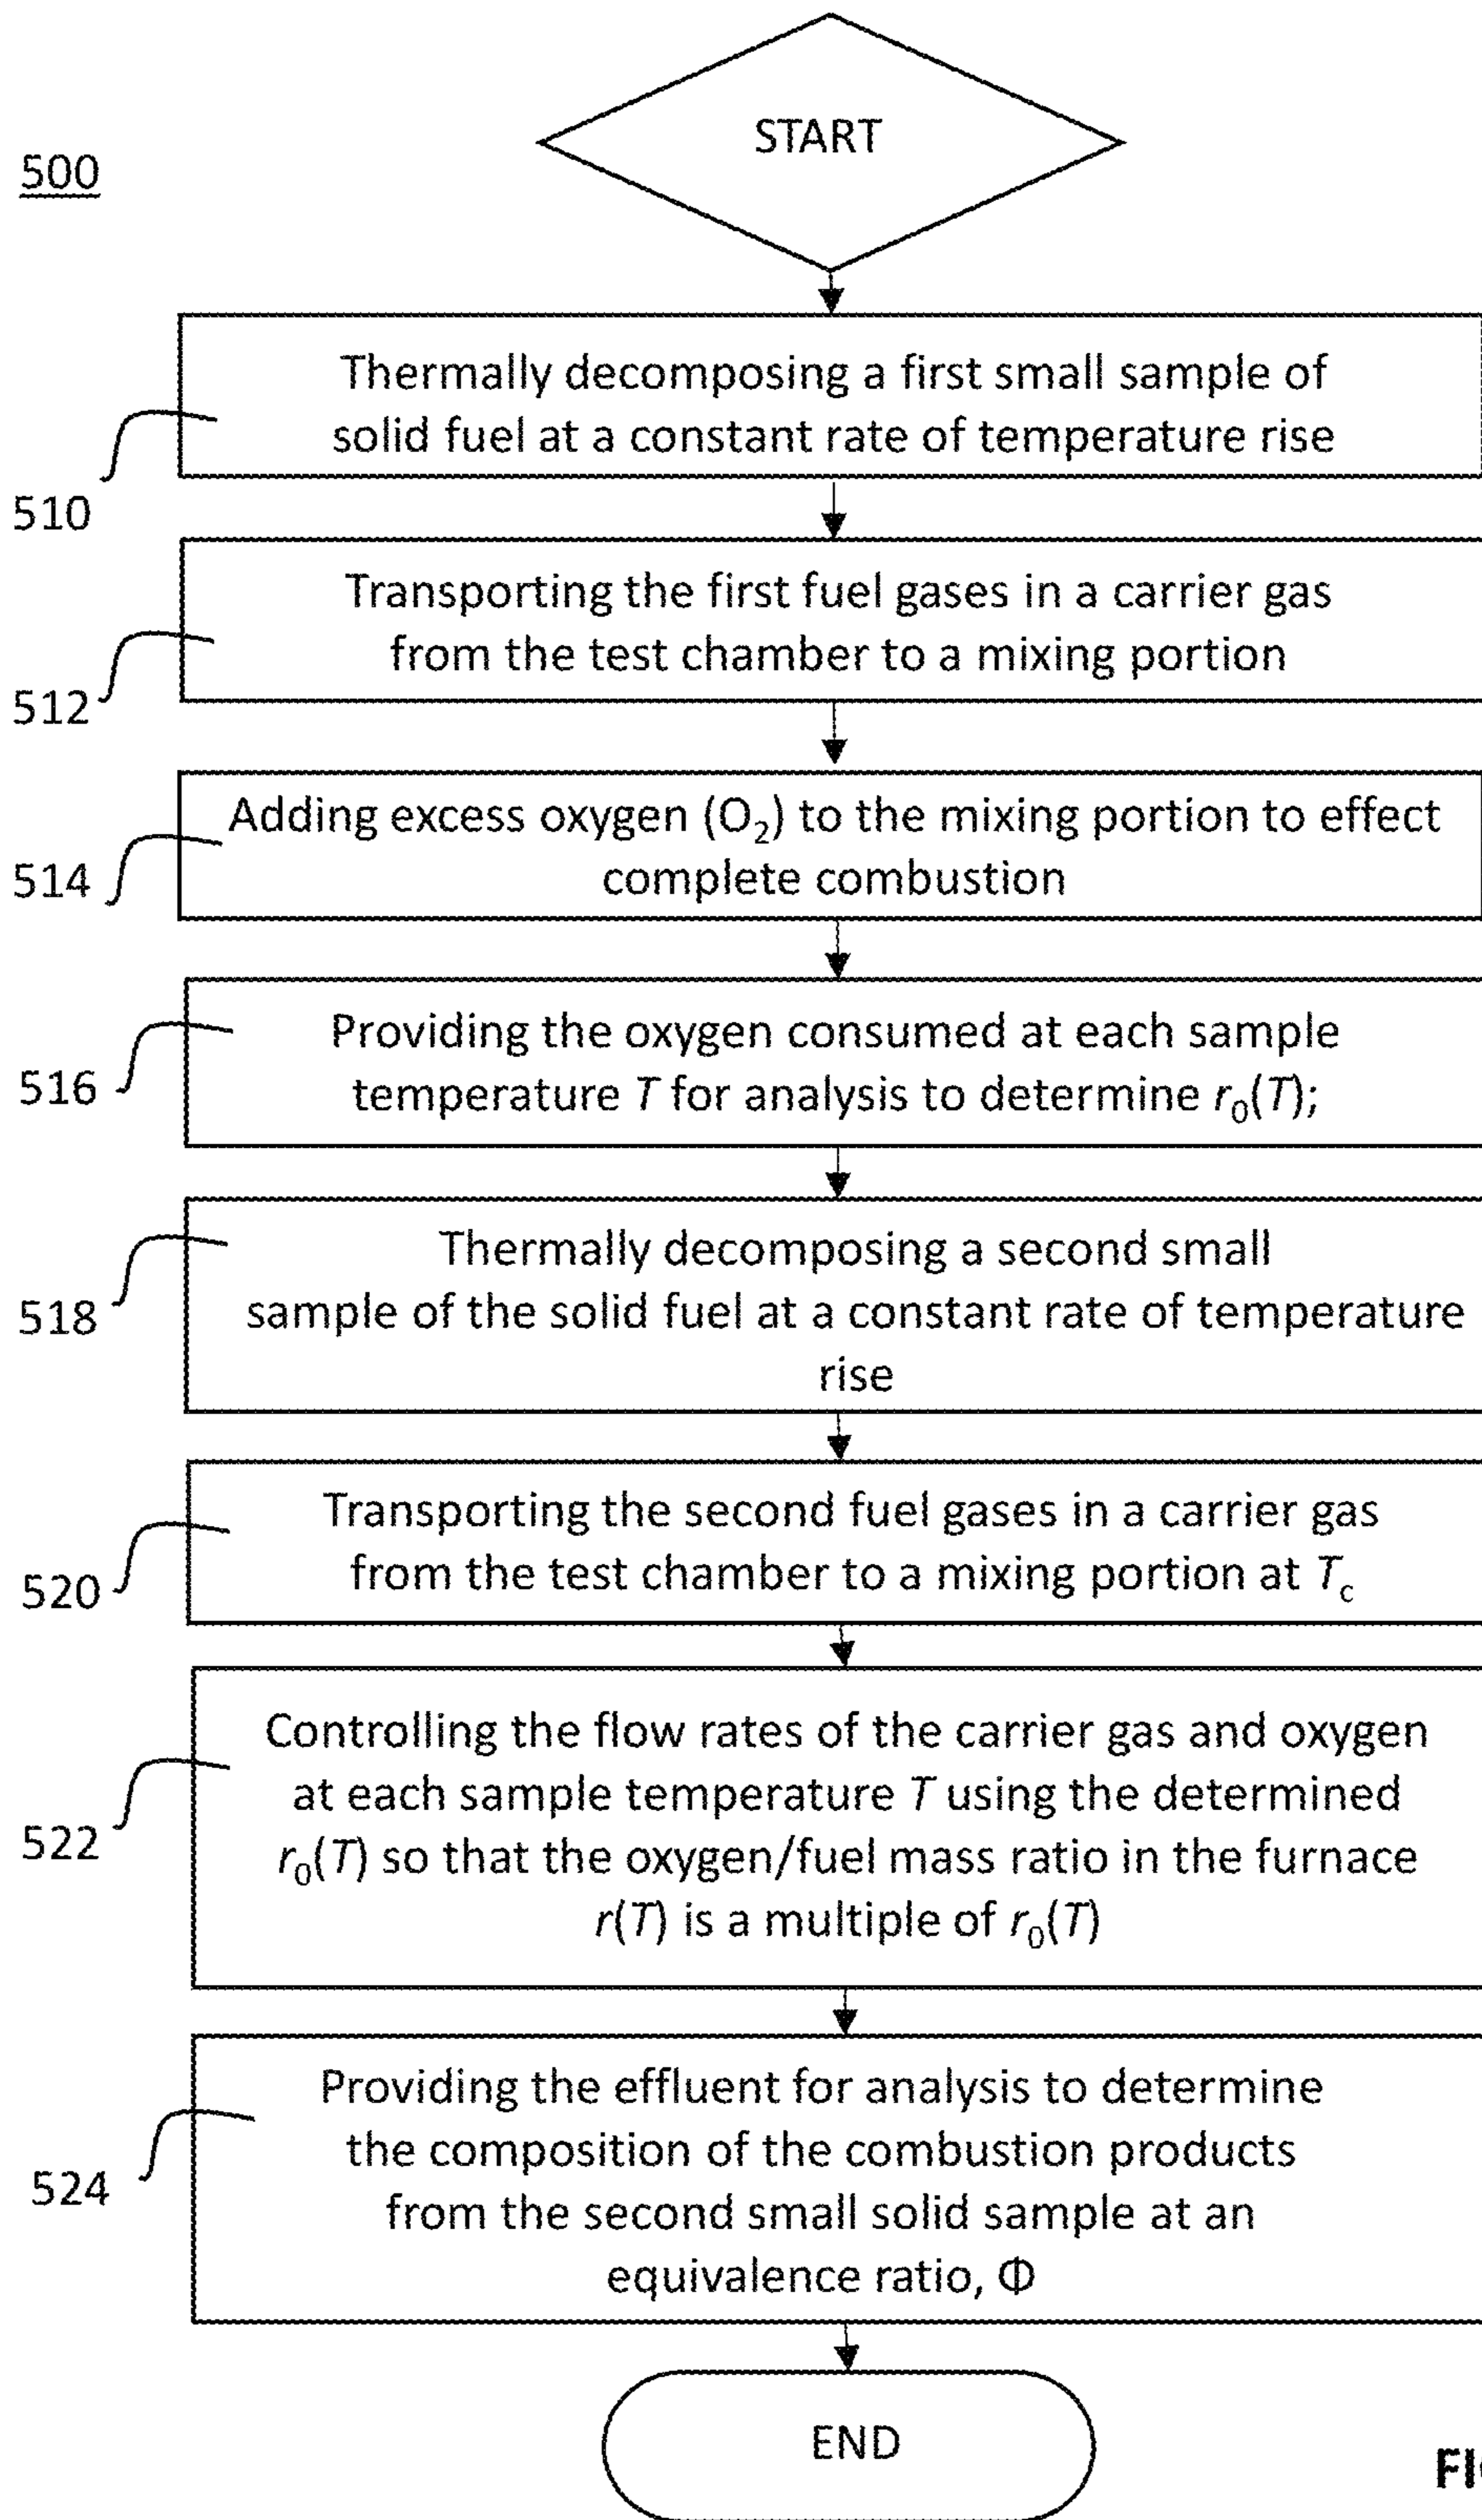 START
500
Thermally decomposing a first small sample of
solid fuel at a constant rate of temperature rise
510
Transporting the first fuel gases in a carrier gas
from the test chamber to a mixing portion
512
Adding excess oxygen (O₂) to the mixing portion to effect
complete combustion
514
Providing the oxygen consumed at each sample
temperature T for analysis to determine r₀(T);
516
Thermally decomposing a second small
sample of the solid fuel at a constant rate of temperature
rise
518
Transporting the second fuel gases in a carrier gas
from the test chamber to a mixing portion at T꜀
520
Controlling the flow rates of the carrier gas and oxygen
at each sample temperature T using the determined
r₀(T) so that the oxygen/fuel mass ratio in the furnace
r(T) is a multiple of r₀(T)
522
Providing the effluent for analysis to determine
the composition of the combustion products
from the second small solid sample at an
equivalence ratio, Φ
524
END